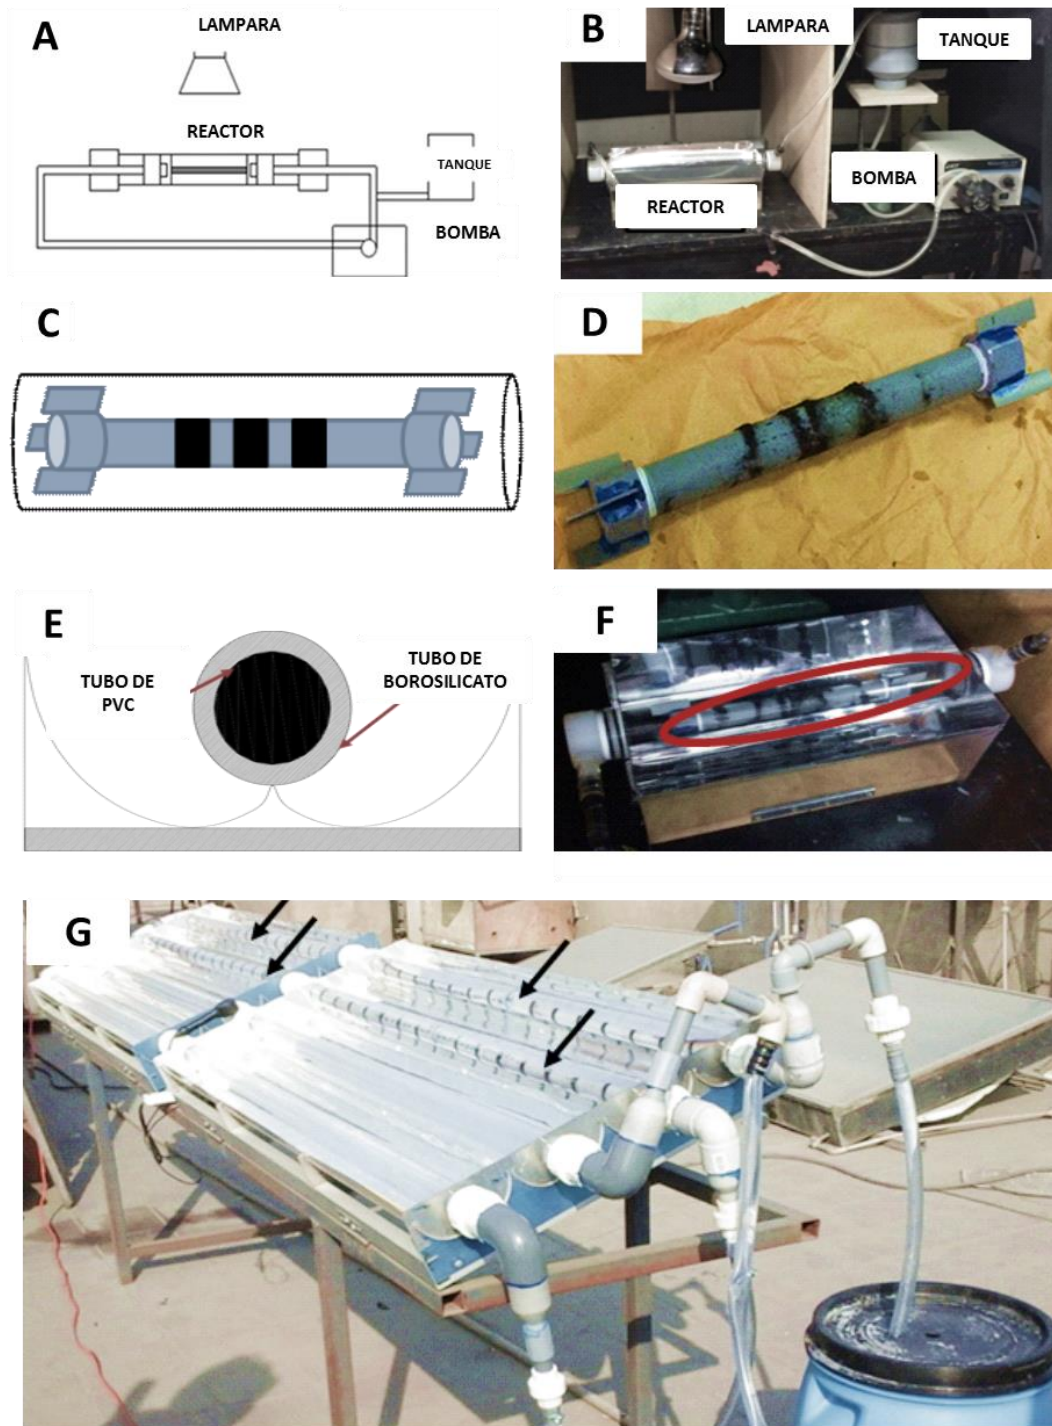 A
LAMPARA
REACTOR
TANQUE
BOMBA
B
LAMPARA
TANQUE
BOMBA
REACTOR
C
D
E
TUBO DE
PVC
TUBO DE
BOROSILICATO
F
G